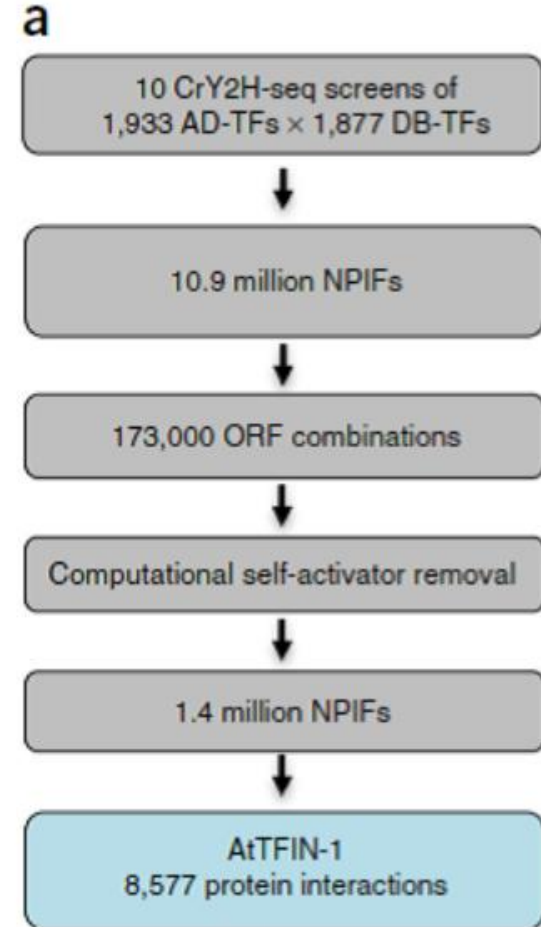 a
10 CrY2H-seq screens of
1,933 AD-TFs × 1,877 DB-TFs
10.9 million NPIFs
173,000 ORF combinations
Computational self-activator removal
1.4 million NPIFs
AtTFIN-1
8,577 protein interactions